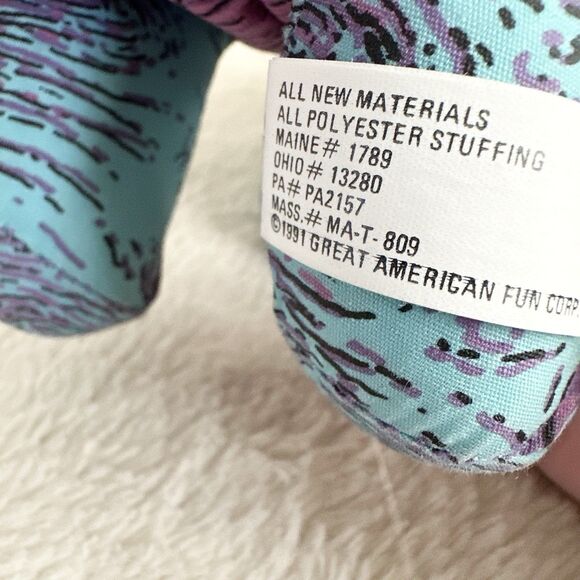 ALL NEW MATERIALS
ALL POLYESTER STUFFING
MAINE# 1789
OHIO # 13280
PA# PA2157
MASS.# MA-T- 809
©1991 GREAT AMERICAN FUN CORP.